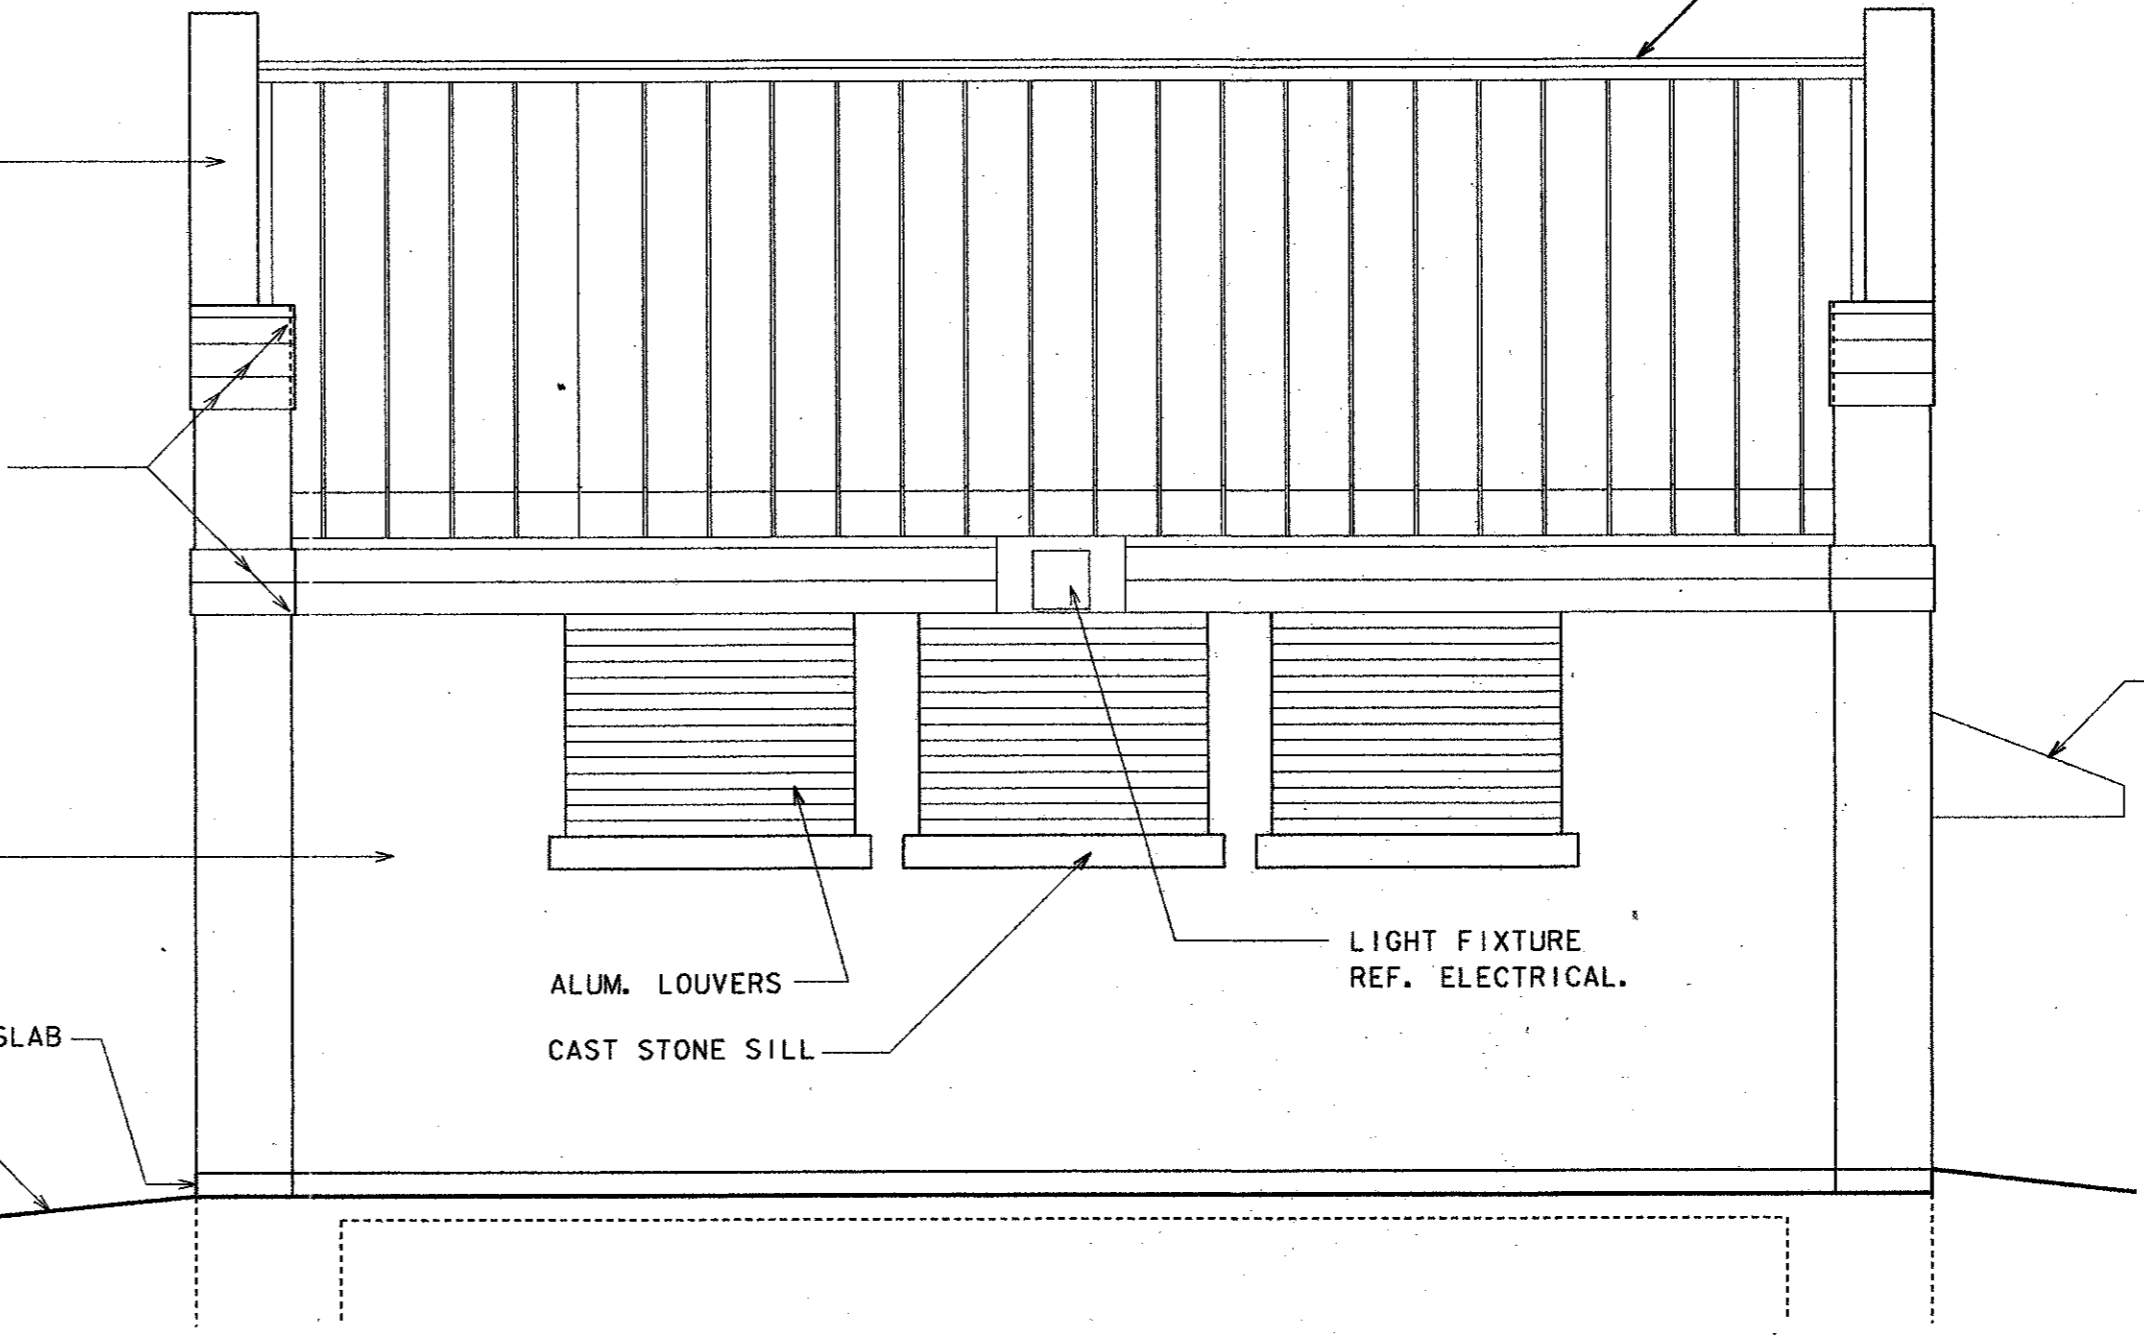 LIGHT FIXTURE
REF. ELECTRICAL.
ALUM. LOUVERS
SLAB
CAST STONE SILL